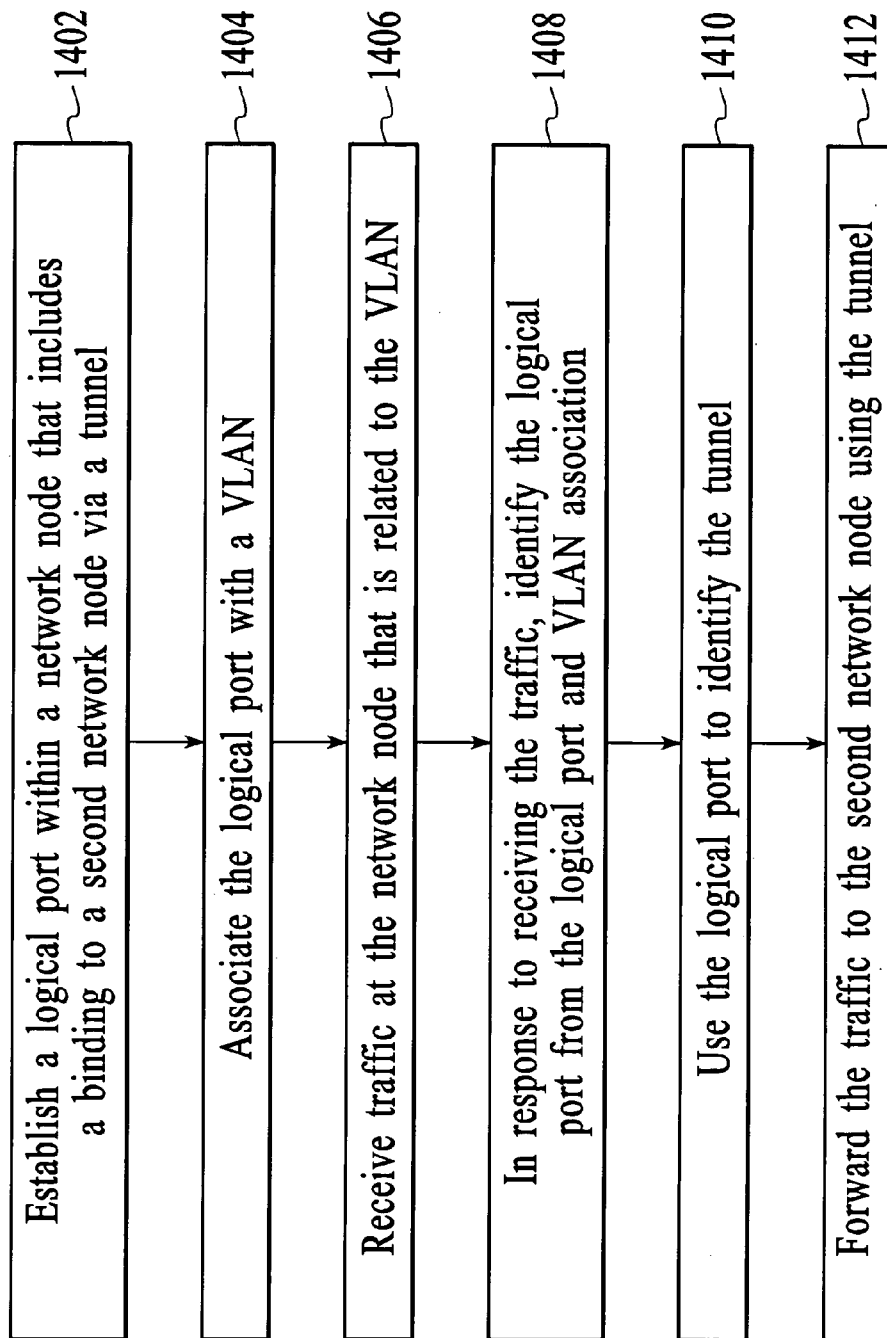 Establish a logical port within a network node that includes
a binding to a second network node via a tunnel
1402
Associate the logical port with a VLAN
1404
Receive traffic at the network node that is related to the VLAN
1406
In response to receiving the traffic, identify the logical
port from the logical port and VLAN association
1408
Use the logical port to identify the tunnel
1410
Forward the traffic to the second network node using the tunnel
1412